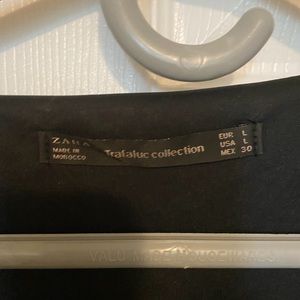 ZARA
MADE IN
MOROCCO
Trafaluc collection
EUR L
USA L
MEX 30